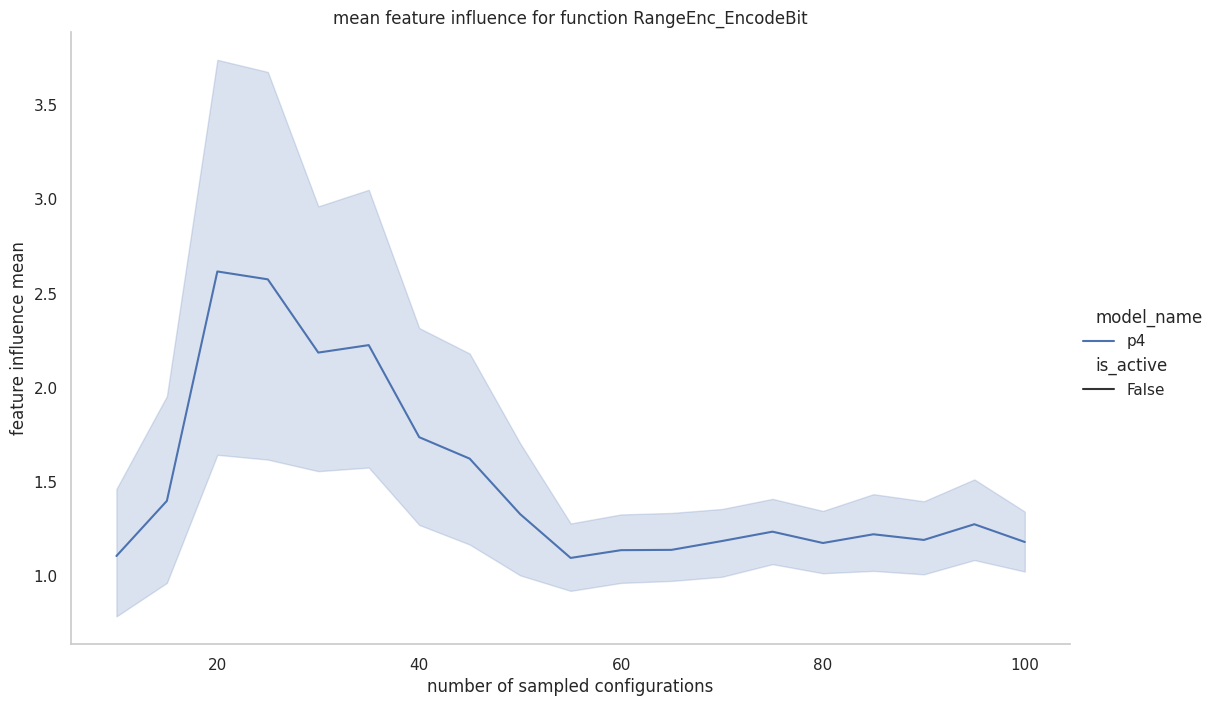 mean feature influence for function RangeEnc_EncodeBit
feature influence mean
3.5
3.0
2.5
2.0
1.5
1.0
20 40 60 80 100
number of sampled configurations
model_name
p4
is_active
False